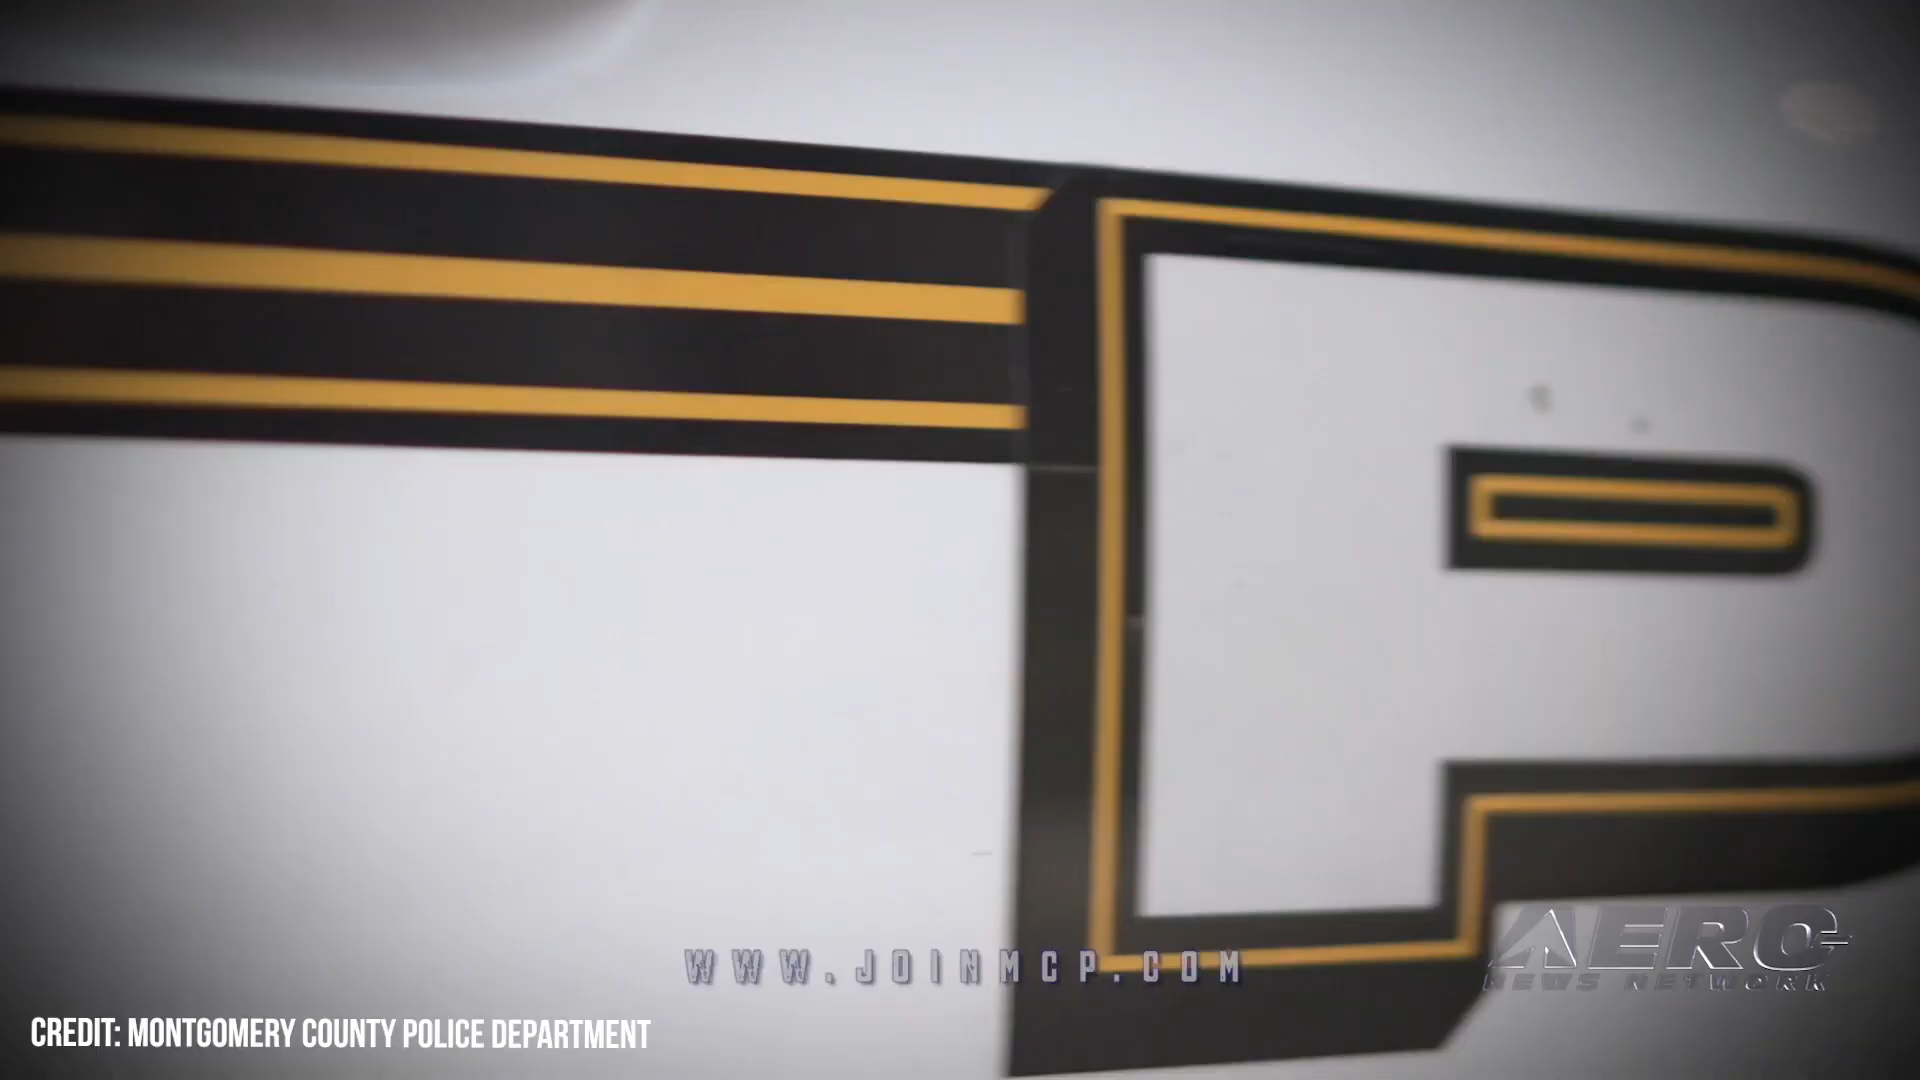 P
WWW.JOINMCP.COM
AERO
NEWS NETWORK
CREDIT: MONTGOMERY COUNTY POLICE DEPARTMENT